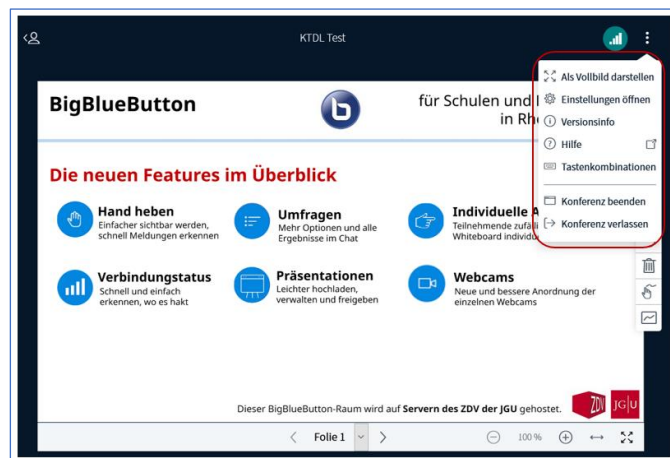 KTDL Test
Als Vollbild darstellen
Einstellungen öffnen
Versionsinfo
Hilfe
Tastenkombinationen
Konferenz beenden
Konferenz verlassen
BigBlueButton
b
für Schulen und
in
Die neuen Features im Überblick
Hand heben
Einfacher sichtbar werden,
schnell Meldungen erkennen
Umfragen
Mehr Optionen und alle
Ergebnisse im Chat
Individuelle
Teilnehmende
Whiteboard
Verbindungstatus
Schnell und einfach
erkennen, wo es hakt
Präsentationen
Leichter hochladen,
verwalten und freigeben
Webcams
Neue und bessere Anordnung der
einzelnen Webcams
Dieser BigBlueButton-Raum wird auf Servern des ZDV der JGU gehostet.
ZDV
JG|U
Folie 1
100 %